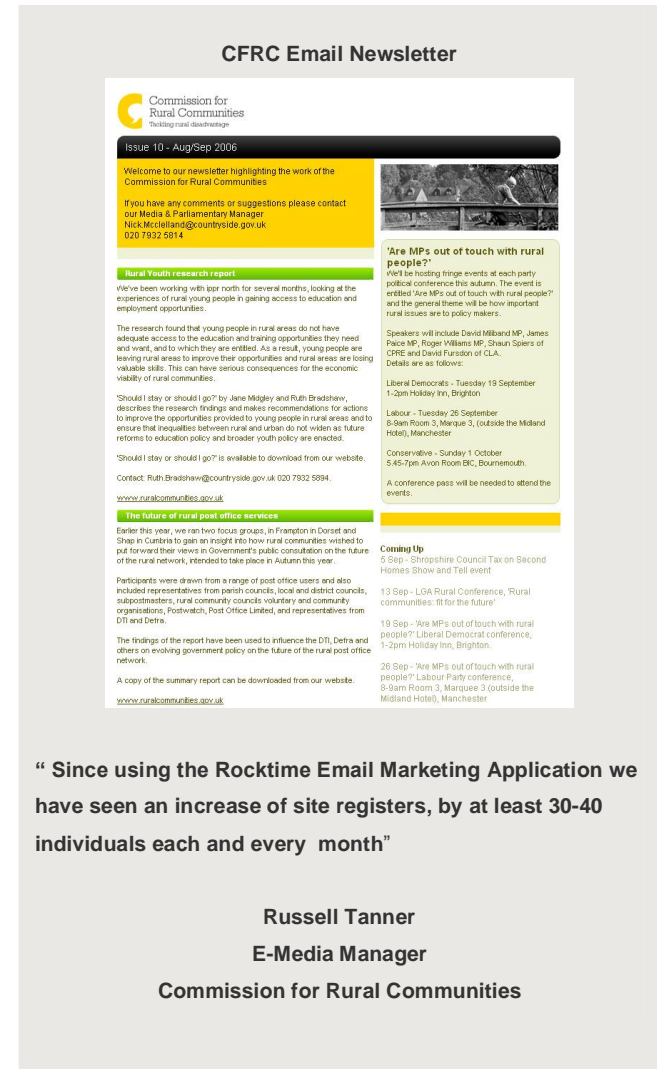 CFRC Email Newsletter
Commission for
Rural Communities
Tackling rural disadvantage
Issue 10 - Aug/Sep 2006
Welcome to our newsletter highlighting the work of the
Commission for Rural Communities
If you have any comments or suggestions please contact
our Media & Parliamentary Manager
Nick.Mcclelland@countryside.gov.uk
020 7932 5814
Rural Youth research report
We've been working with ippr north for several months, looking at the
experiences of rural young people in gaining access to education and
employment opportunities.
The research found that young people in rural areas do not have
adequate access to the education and training opportunities they need
and want, and to which they are entitled. As a result, young people are
leaving rural areas to improve their opportunities and rural areas are losing
valuable skills. This can have serious consequences for the economic
viability of rural communities.
'Should I stay or should I go?' by Jane Midgley and Ruth Bradshaw,
describes the research findings and makes recommendations for actions
to improve the opportunities provided to young people in rural areas and to
ensure that inequalities between rural and urban do not widen as future
reforms to education policy and broader youth policy are enacted.
'Should I stay or should I go?' is available to download from our website.
Contact: Ruth.Bradshaw@countryside.gov.uk 020 7932 5894.
www.ruralcommunities.gov.uk
The future of rural post office services
Earlier this year, we ran two focus groups, in Frampton in Dorset and
Shap in Cumbria to gain an insight into how rural communities wished to
put forward their views in Government's public consultation on the future
of the rural network, intended to take place in Autumn this year.
Participants were drawn from a range of post office users and also
included representatives from parish councils, local and district councils,
subpostmasters, rural community councils voluntary and community
organisations, Postwatch, Post Office Limited, and representatives from
DTI and Defra.
The findings of the report have been used to influence the DTI, Defra and
others on evolving government policy on the future of the rural post office
network.
A copy of the summary report can be downloaded from our website.
www.ruralcommunities.gov.uk
'Are MPs out of touch with rural
people?'
We'll be hosting fringe events at each party
political conference this autumn. The event is
entitled 'Are MPs out of touch with rural people?'
and the general theme will be how important
rural issues are to policy makers.
Speakers will include David Miliband MP, James
Paice MP, Roger Williams MP, Shaun Spiers of
CPRE and David Fursdon of CLA.
Details are as follows:
Liberal Democrats - Tuesday 19 September
1-2pm Holiday Inn, Brighton
Labour - Tuesday 26 September
8-9am Room 3, Marque 3, (outside the Midland
Hotel), Manchester
Conservative - Sunday 1 October
5.45-7pm Avon Room BIC, Bournemouth.
A conference pass will be needed to attend the
events.
Coming Up
5 Sep - Shropshire Council Tax on Second
Homes Show and Tell event
13 Sep - LGA Rural Conference, 'Rural
communities: fit for the future'
19 Sep - 'Are MPs out of touch with rural
people?' Liberal Democrat conference,
1-2pm Holiday Inn, Brighton.
26 Sep - 'Are MPs out of touch with rural
people?' Labour Party conference,
8-9am Room 3, Marquee 3 (outside the
Midland Hotel), Manchester
“ Since using the Rocktime Email Marketing Application we
have seen an increase of site registers, by at least 30-40
individuals each and every month”
Russell Tanner
E-Media Manager
Commission for Rural Communities